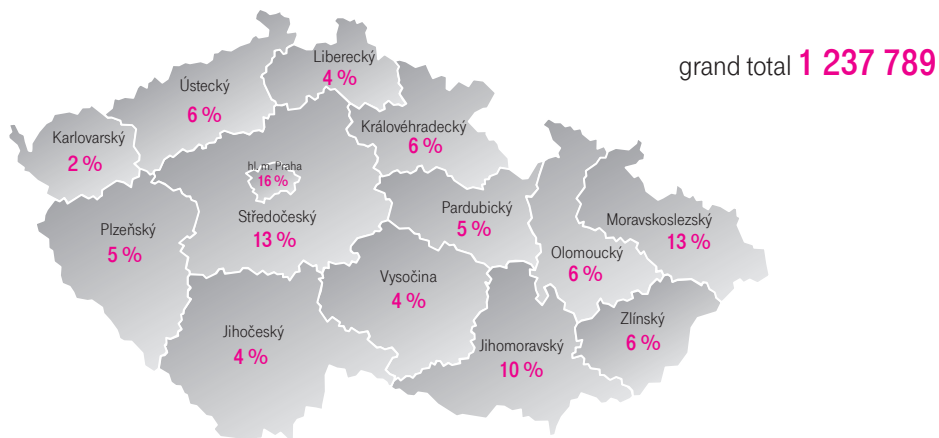 grand total 1 237 789
Liberecký
4 %
Ústecký
6 %
Královéhradecký
6 %
Karlovarský
2 %
hl. m. Praha
16 %
Středočeský
13 %
Pardubický
5 %
Moravskoslezský
13 %
Plzeňský
5 %
Olomoucký
6 %
Vysočina
4 %
Zlínský
6 %
Jihočeský
4 %
Jihomoravský
10 %